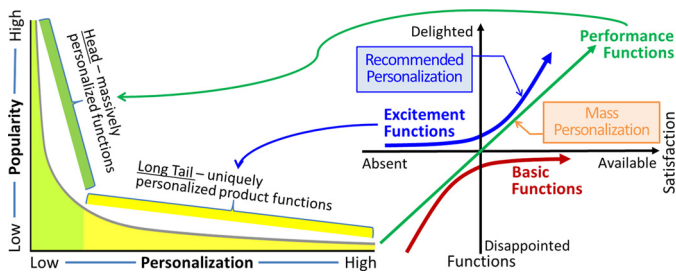 High
Popularity
Low
Low
Personalization
High
Head – massively
personalized functions
Long Tail – uniquely
personalized product functions
Delighted
Performance
Functions
Recommended
Personalization
Excitement
Functions
Mass
Personalization
Absent
Available
Satisfaction
Basic
Functions
Disappointed
Functions